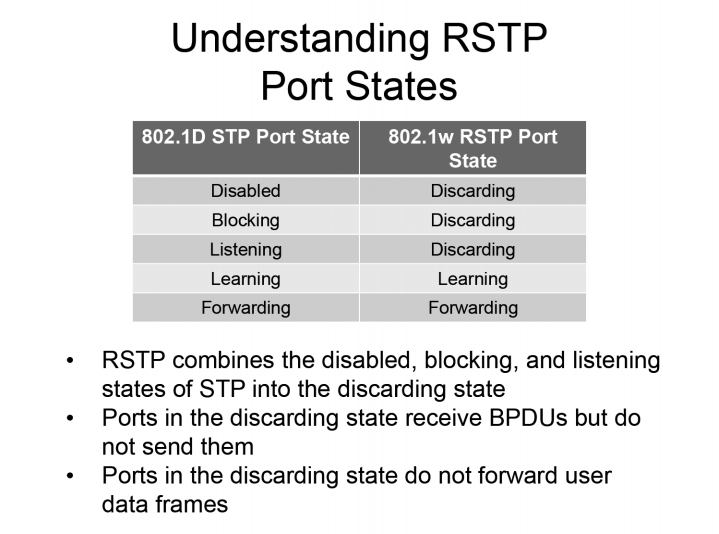 Understanding RSTP
Port States
802.1D STP Port State 802.1w RSTP Port
State
Disabled Discarding
Blocking Discarding
Listening Discarding
Learning Learning
Forwarding Forwarding
• RSTP combines the disabled, blocking, and listening
states of STP into the discarding state
• Ports in the discarding state receive BPDUs but do
not send them
• Ports in the discarding state do not forward user
data frames